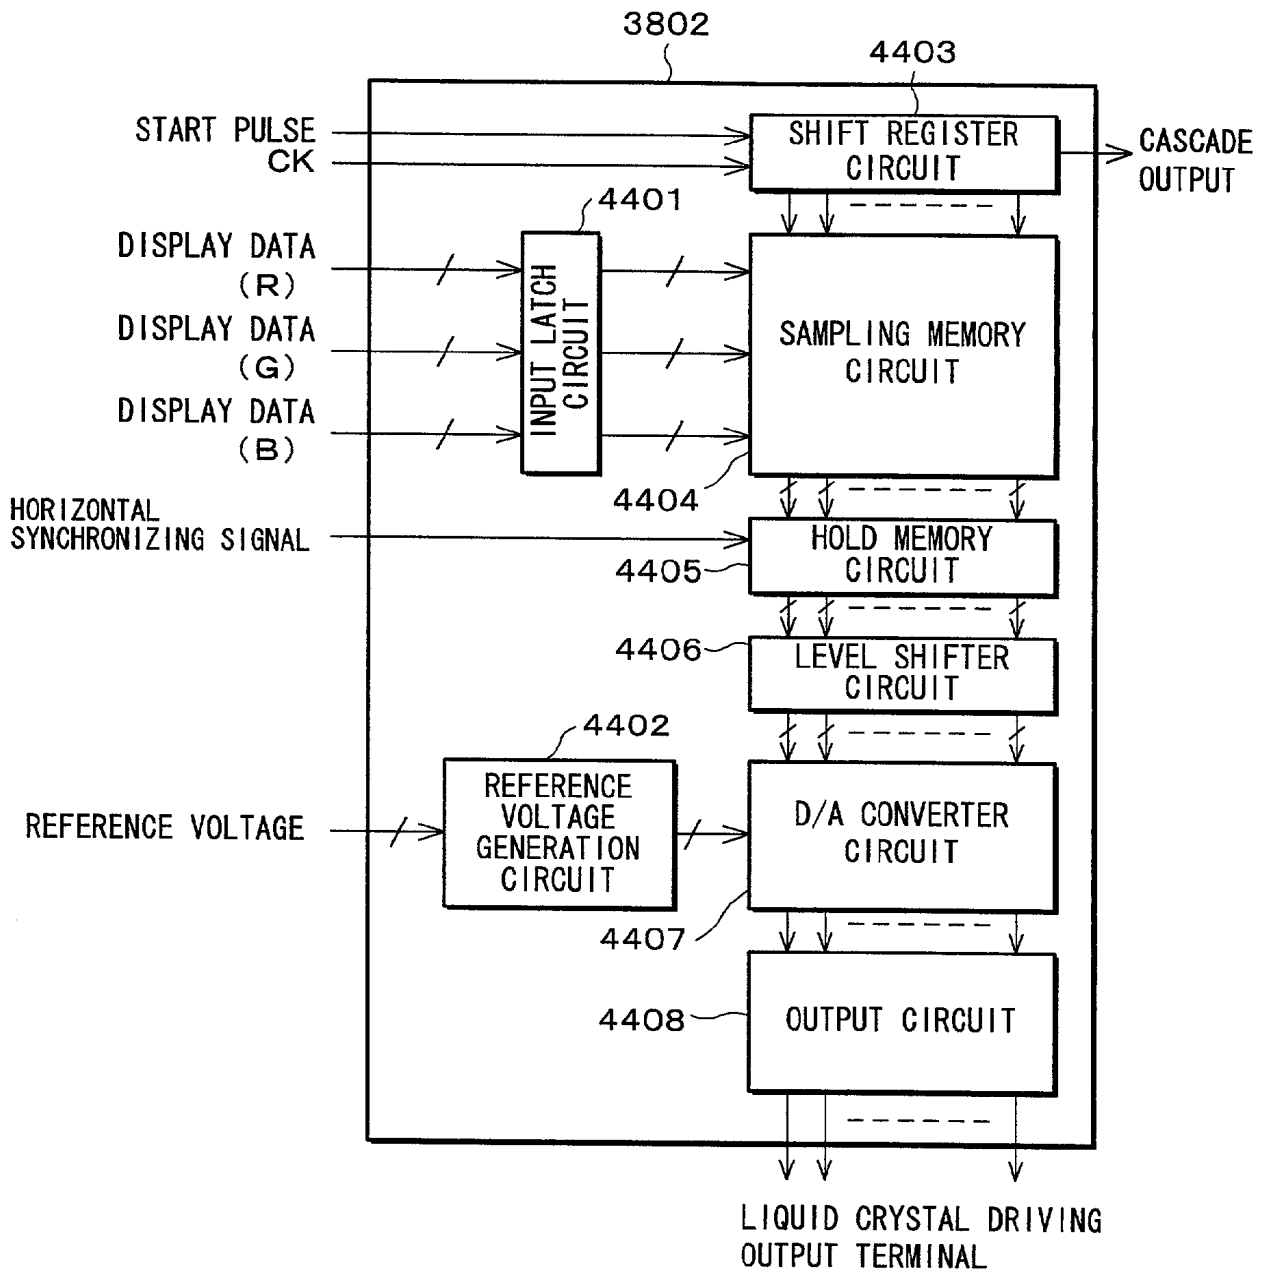 3802
4403
START PULSE
CK
SHIFT REGISTER
CIRCUIT
CASCADE
OUTPUT
4401
DISPLAY DATA
(R)
DISPLAY DATA
(G)
DISPLAY DATA
(B)
INPUT LATCH
CIRCUIT
SAMPLING MEMORY
CIRCUIT
4404
HORIZONTAL
SYNCHRONIZING SIGNAL
HOLD MEMORY
CIRCUIT
4405
4406
LEVEL SHIFTER
CIRCUIT
4402
REFERENCE VOLTAGE
REFERENCE
VOLTAGE
GENERATION
CIRCUIT
D/A CONVERTER
CIRCUIT
4407
4408
OUTPUT CIRCUIT
LIQUID CRYSTAL DRIVING
OUTPUT TERMINAL